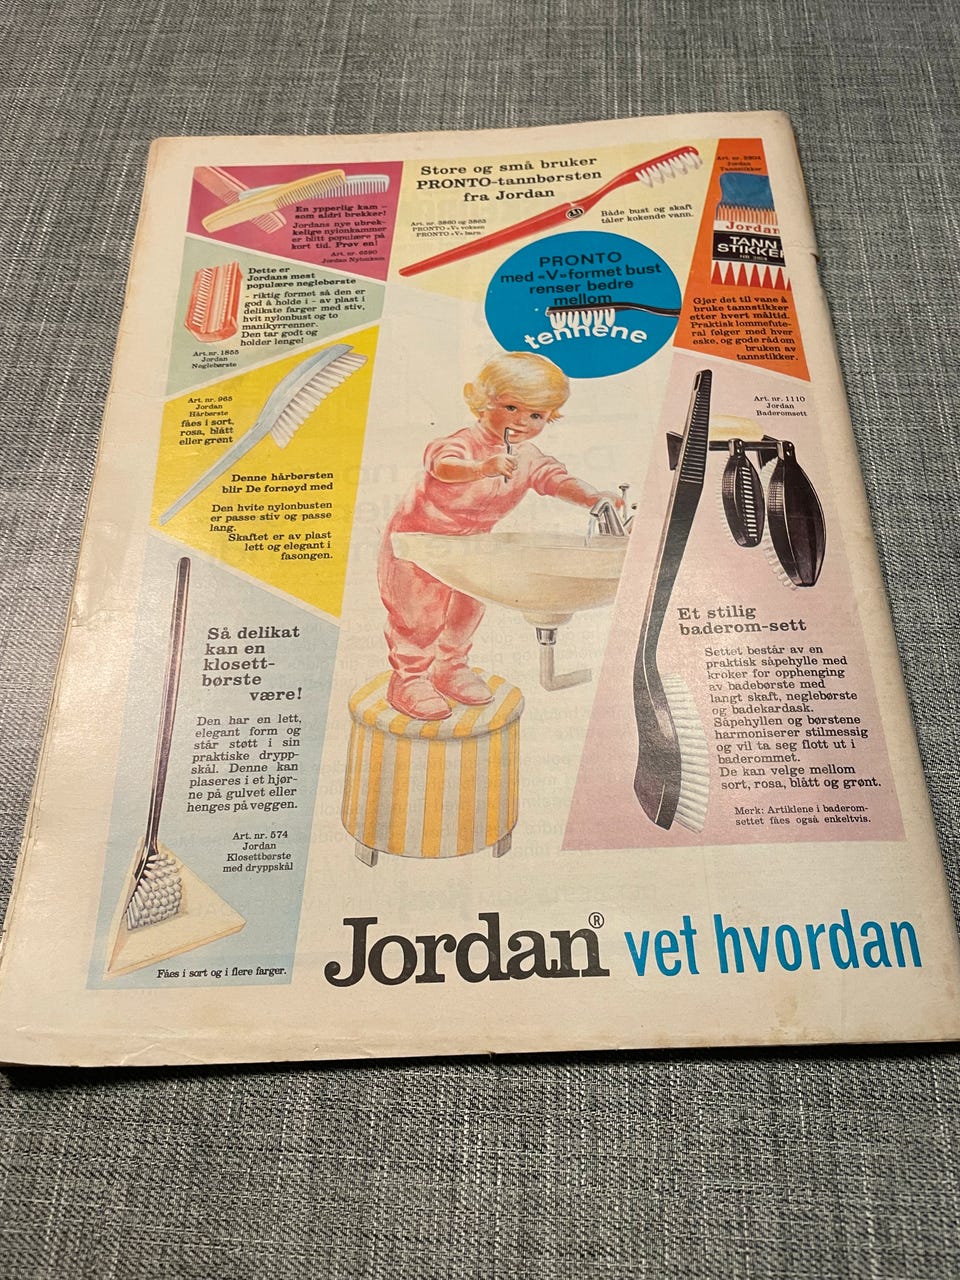 En ypperlig kam –
som aldri brekker!
Jordans nye ubrek-
kelige nylonkammer
er blitt populære på
kort tid. Prøv en!
Art. nr. 6590
Jordan Nylonkam
Store og små bruker
PRONTO-tannbørsten
fra Jordan
Art. nr. 3860 og 3863
PRONTO «V» voksen
PRONTO «V» barn
Både bust og skaft
tåler kokende vann.
PRONTO
med «V»formet bust
renser bedre
mellom
tennene
Jordan
Tannstikker
Jordan
TANN
STIKKER
Gjør det til vane å
bruke tannstikker
etter hvert måltid.
Praktisk lommefute-
ral følger med hver
eske, og gode råd om
bruken av
tannstikker.
Dette er
Jordans mest
populære neglebørste
– riktig formet så den er
god å holde i – av plast i
delikate farger med stiv,
hvit nylonbust og to
manikyrrenner.
Den tar godt og
holder lenge!
Art. nr. 1855
Jordan
Neglebørste
Art. nr. 965
Jordan
Hårbørste
fåes i sort,
rosa, blått
eller grønt
Denne hårbørsten
blir De fornøyd med
Den hvite nylonbusten
er passe stiv og passe
lang.
Skaftet er av plast
lett og elegant i
fasongen.
Art. nr. 1110
Jordan
Baderomsett
Et stilig
baderom-sett
Settet består av en
praktisk såpehylle med
kroker for opphenging
av badebørste med
langt skaft, neglebørste
og badekardask.
Såpehyllen og børstene
harmoniserer stilmessig
og vil ta seg flott ut i
baderommet.
De kan velge mellom
sort, rosa, blått og grønt.
Merk: Artiklene i baderom-
settet fåes også enkeltvis.
Så delikat
kan en
klosett-
børste
være!
Den har en lett,
elegant form og
står støtt i sin
praktiske drypp-
skål. Denne kan
plaseres i et hjør-
ne på gulvet eller
henges på veggen.
Art. nr. 574
Jordan
Klosettbørste
med dryppskål
Fåes i sort og i flere farger.
Jordan® vet hvordan